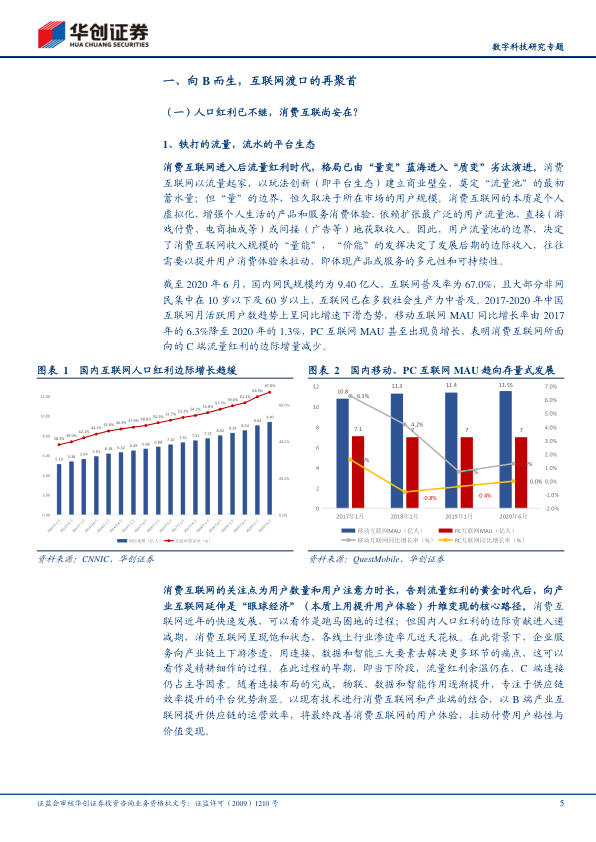 华创证券
HUA CHUANG SECURITIES
数字科技研究专题
一、向 B 而生，互联网渡口的再聚首
（一）人口红利已不继，消费互联尚安在？
1、铁打的流量，流水的平台生态
消费互联网进入后流量红利时代，格局已由“量变”蓝海进入“质变”劣汰演进。消费
互联网以流量起家，以玩法创新（即平台生态）建立商业壁垒，奠定“流量池”的最初
蓄水量；但“量”的边界，恒久取决于所在市场的用户规模。消费互联网的本质是个人
虚拟化，增强个人生活的产品和服务消费体验，依赖扩张最广泛的用户流量池，直接（游
戏付费、电商抽成等）或间接（广告等）地获取收入。因此，用户流量池的边界，决定
了消费互联网收入规模的“量能”，“价能”的发挥决定了发展后期的边际收入，往往
需要以提升用户消费体验来拉动，即体现产品或服务的多元性和可持续性。
截至 2020 年 6 月，国内网民规模约为 9.40 亿人，互联网普及率为 67.0%，且大部分非网
民集中在 10 岁以下及 60 岁以上，互联网已在多数社会生产力中普及。2017-2020 年中国
互联网月活跃用户数趋势上呈同比增速下滑态势，移动互联网 MAU 同比增长率由 2017
年的 6.3%降至 2020 年的 1.3%，PC 互联网 MAU 甚至出现负增长，表明消费互联网所面
向的 C 端流量红利的边际增量减少。
图表 1 国内互联网人口红利边际增长趋缓
网民规模（亿人） 互联网普及率（%）
资料来源：CNNIC、华创证券
图表 2 国内移动、PC 互联网 MAU 趋向存量式发展
12 10 8 6 4 2 0
10.8 11.3 11.4 11.55
7.1 7 7 7
6.3% 4.2%
-0.8% -0.4% 0.0%
7.0% 6.0% 5.0% 4.0% 3.0% 2.0% 1.0% 0.0% -1.0% -2.0%
2017年1月 2018年1月 2019年1月 2020年6月
移动互联网MAU（亿人） PC互联网MAU（亿人）
移动互联网同比增长率（%） PC互联网同比增长率（%）
资料来源：QuestMobile、华创证券
消费互联网的关注点为用户数量和用户注意力时长，告别流量红利的黄金时代后，向产
业互联网延伸是“眼球经济”（本质上用提升用户体验）升维变现的核心路径。消费互
联网近年的快速发展，可以看作是跑马圈地的过程；但国内人口红利的边际贡献进入递
减期，消费互联网呈现饱和状态，各线上行业渗透率几近天花板。在此背景下，企业服
务向产业链上下游渗透，用连接、数据和智能三大要素去解决更多环节的痛点，这可以
看作是精耕细作的过程。在此过程的早期，即当下阶段，流量红利余温仍在，C 端连接
仍占主导因素。随着连接布局的完成，物联、数据和智能作用逐渐提升，专注于供应链
效率提升的平台优势渐显。以现有技术进行消费互联网和产业端的结合，以 B 端产业互
联网提升供应链的运营效率，将最终改善消费互联网的用户体验，拉动付费用户粘性与
价值变现。
证监会审核华创证券投资咨询业务资格批文号：证监许可（2009）1210 号
5